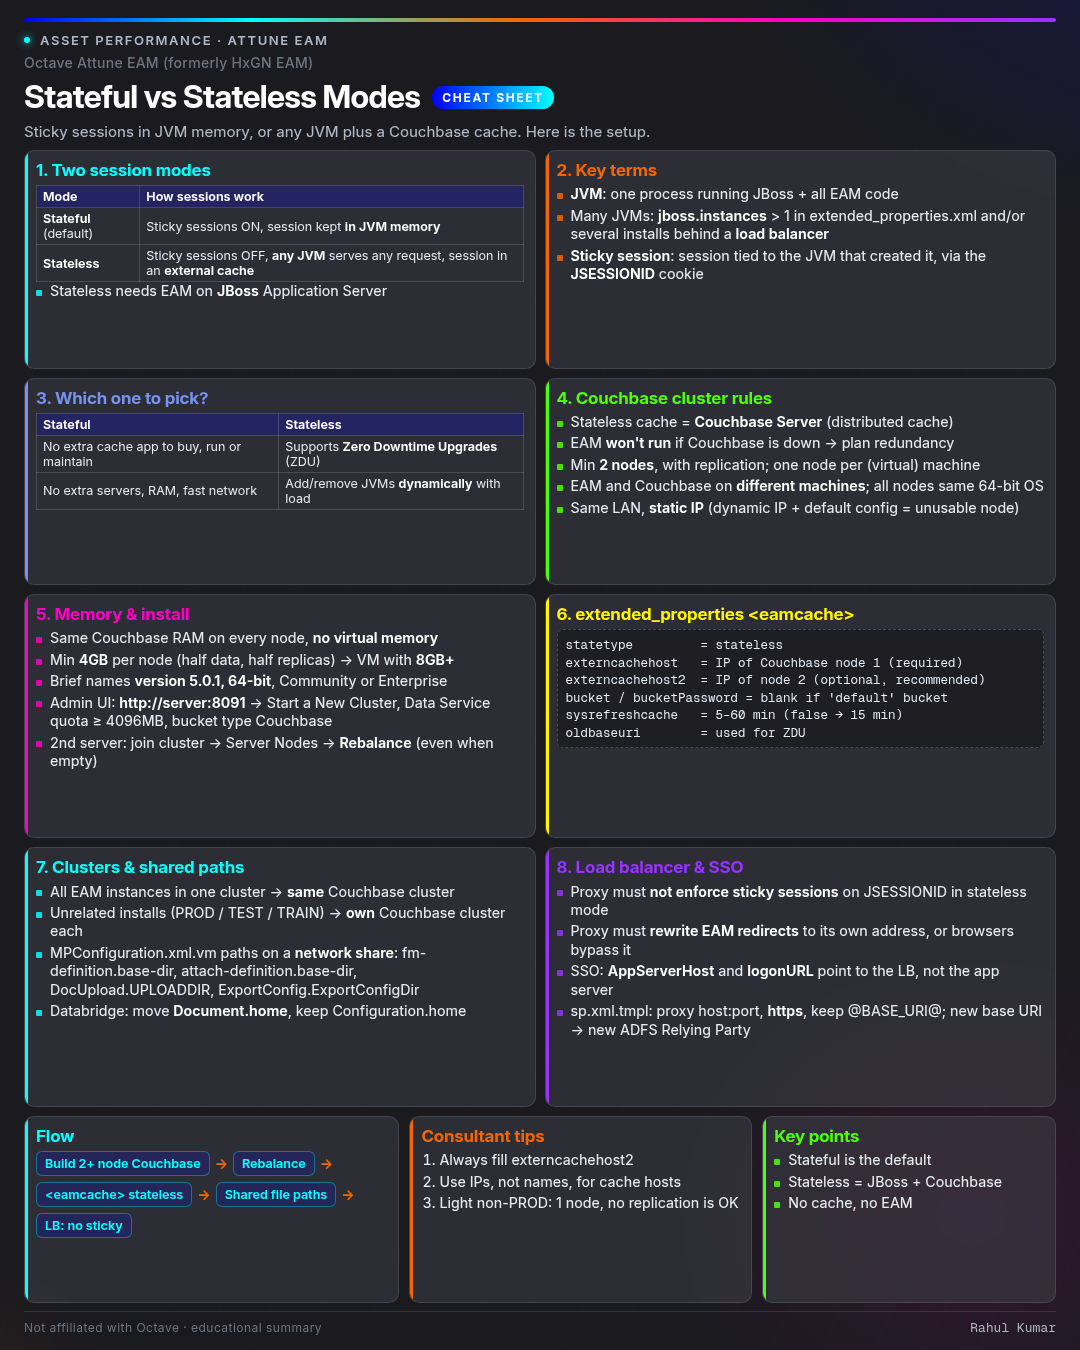 ASSET PERFORMANCE · ATTUNE EAM
Octave Attune EAM (formerly HxGN EAM)
Stateful vs Stateless Modes CHEAT SHEET
Sticky sessions in JVM memory, or any JVM plus a Couchbase cache. Here is the setup.
1. Two session modes
Mode How sessions work
Stateful
(default)
Sticky sessions ON, session kept in JVM memory
Stateless
Sticky sessions OFF, any JVM serves any request, session in
an external cache
Stateless needs EAM on JBoss Application Server
2. Key terms
JVM: one process running JBoss + all EAM code
Many JVMs: jboss.instances > 1 in extended_properties.xml and/or
several installs behind a load balancer
Sticky session: session tied to the JVM that created it, via the
JSESSIONID cookie
3. Which one to pick?
Stateful Stateless
No extra cache app to buy, run or
maintain
Supports Zero Downtime Upgrades
(ZDU)
No extra servers, RAM, fast network
Add/remove JVMs dynamically with
load
4. Couchbase cluster rules
Stateless cache = Couchbase Server (distributed cache)
EAM won't run if Couchbase is down → plan redundancy
Min 2 nodes, with replication; one node per (virtual) machine
EAM and Couchbase on different machines; all nodes same 64-bit OS
Same LAN, static IP (dynamic IP + default config = unusable node)
5. Memory & install
Same Couchbase RAM on every node, no virtual memory
Min 4GB per node (half data, half replicas) → VM with 8GB+
Brief names version 5.0.1, 64-bit, Community or Enterprise
Admin UI: http://server:8091 → Start a New Cluster, Data Service
quota ≥ 4096MB, bucket type Couchbase
2nd server: join cluster → Server Nodes → Rebalance (even when
empty)
6. extended_properties <eamcache>
statetype = stateless
externcachehost = IP of Couchbase node 1 (required)
externcachehost2 = IP of node 2 (optional, recommended)
bucket / bucketPassword = blank if 'default' bucket
sysrefreshcache = 5–60 min (false → 15 min)
oldbaseuri = used for ZDU
7. Clusters & shared paths
All EAM instances in one cluster → same Couchbase cluster
Unrelated installs (PROD / TEST / TRAIN) → own Couchbase cluster
each
MPConfiguration.xml.vm paths on a network share: fm-
definition.base-dir, attach-definition.base-dir,
DocUpload.UPLOADDIR, ExportConfig.ExportConfigDir
Databridge: move Document.home, keep Configuration.home
8. Load balancer & SSO
Proxy must not enforce sticky sessions on JSESSIONID in stateless
mode
Proxy must rewrite EAM redirects to its own address, or browsers
bypass it
SSO: AppServerHost and logonURL point to the LB, not the app
server
sp.xml.tmpl: proxy host:port, https, keep @BASE_URI@; new base URI
→ new ADFS Relying Party
Flow
Build 2+ node Couchbase → Rebalance →
<eamcache> stateless → Shared file paths →
LB: no sticky
Consultant tips
1. Always fill externcachehost2
2. Use IPs, not names, for cache hosts
3. Light non-PROD: 1 node, no replication is OK
Key points
Stateful is the default
Stateless = JBoss + Couchbase
No cache, no EAM
Not affiliated with Octave · educational summary
Rahul Kumar